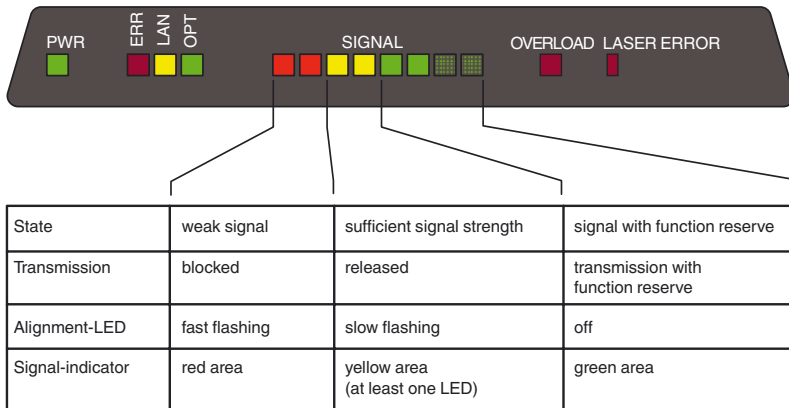 PWR
ERR
LAN
OPT
SIGNAL
OVERLOAD LASER ERROR
State
weak signal
sufficient signal strength
signal with function reserve
Transmission
blocked
released
transmission with
function reserve
Alignment-LED
fast flashing
slow flashing
off
Signal-indicator
red area
yellow area
(at least one LED)
green area